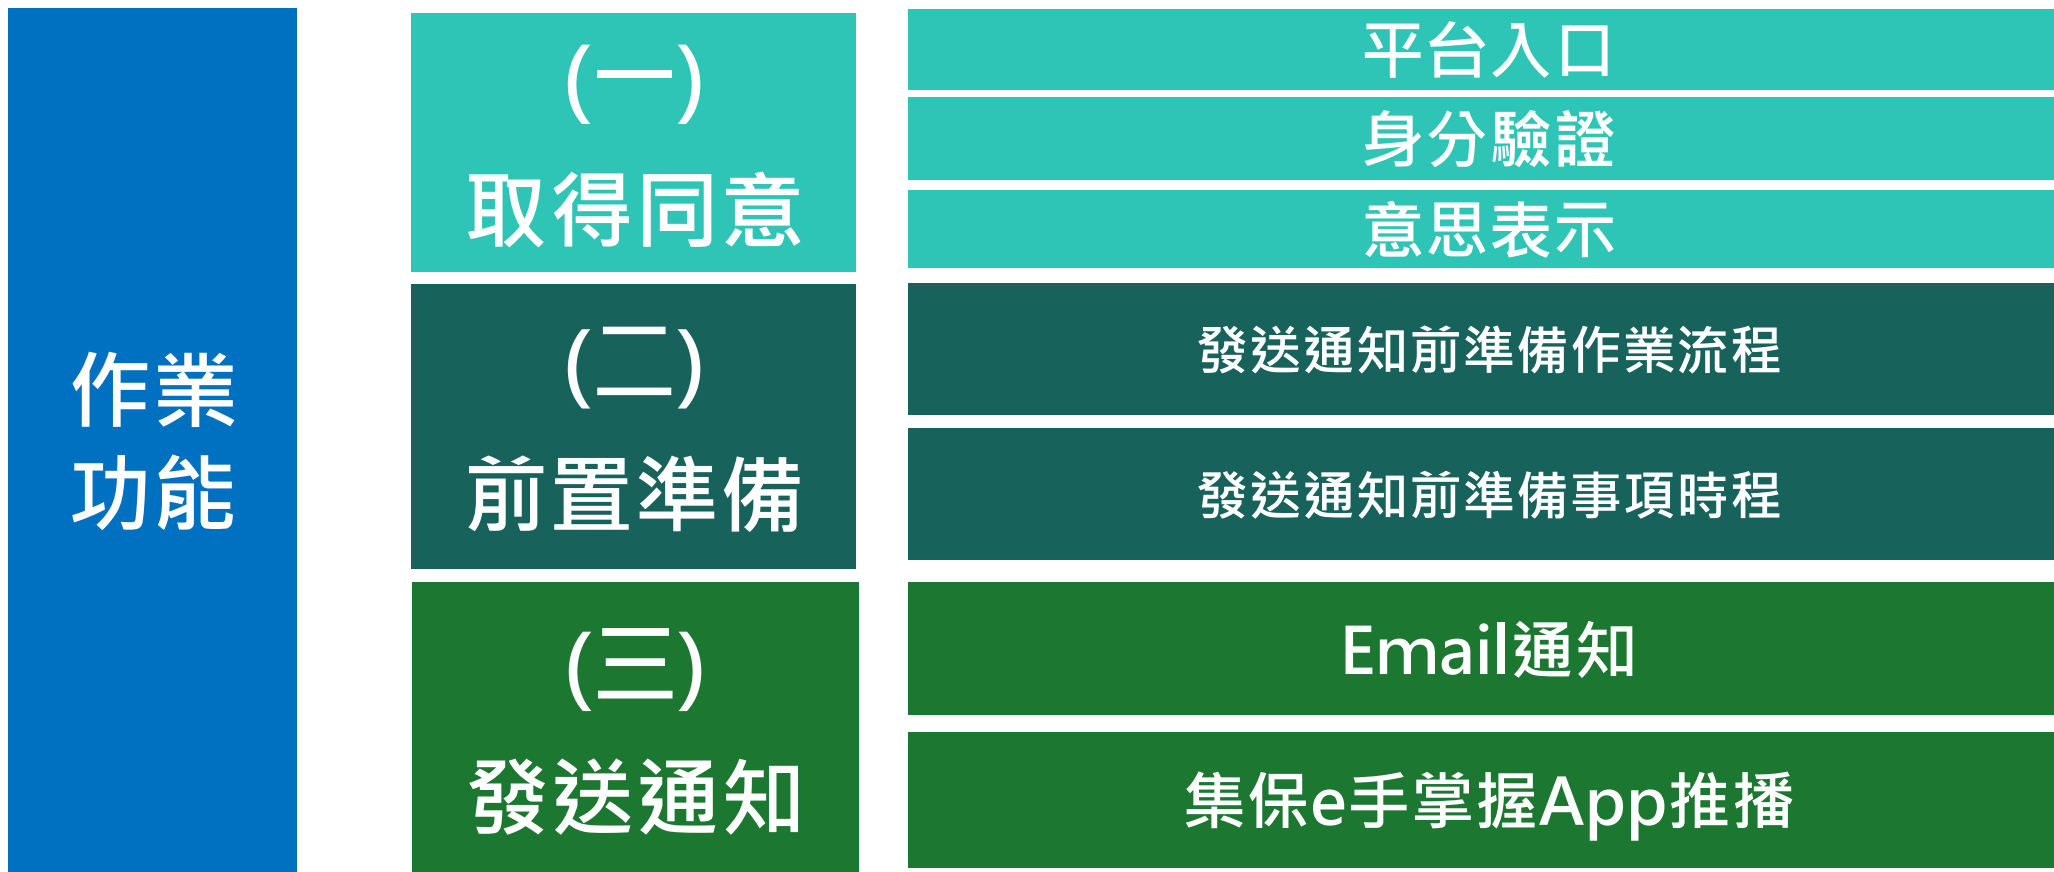 作業
功能
(一)
取得同意
平台入口
身分驗證
意思表示
(二)
前置準備
發送通知前準備作業流程
發送通知前準備事項時程
(三)
發送通知
Email通知
集保e手掌握App推播